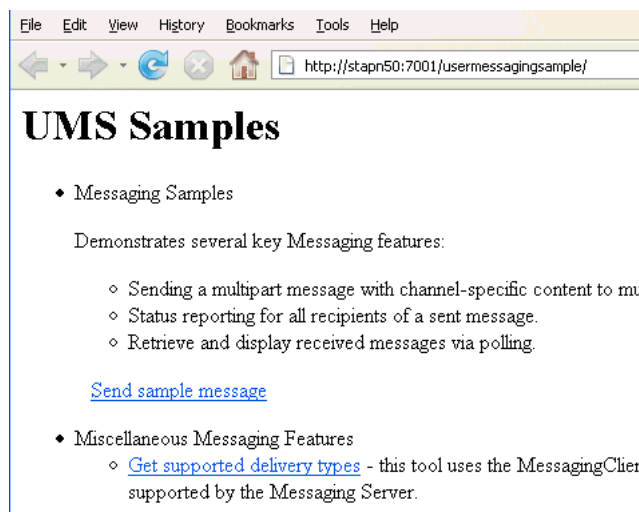 File Edit View History Bookmarks Tools Help
http://stapn50:7001/usermessagingsample/
UMS Samples
Messaging Samples
Demonstrates several key Messaging features:
Sending a multipart message with channel-specific content to mu
Status reporting for all recipients of a sent message.
Retrieve and display received messages via polling.
Send sample message
Miscellaneous Messaging Features
Get supported delivery types - this tool uses the MessagingClien
supported by the Messaging Server.